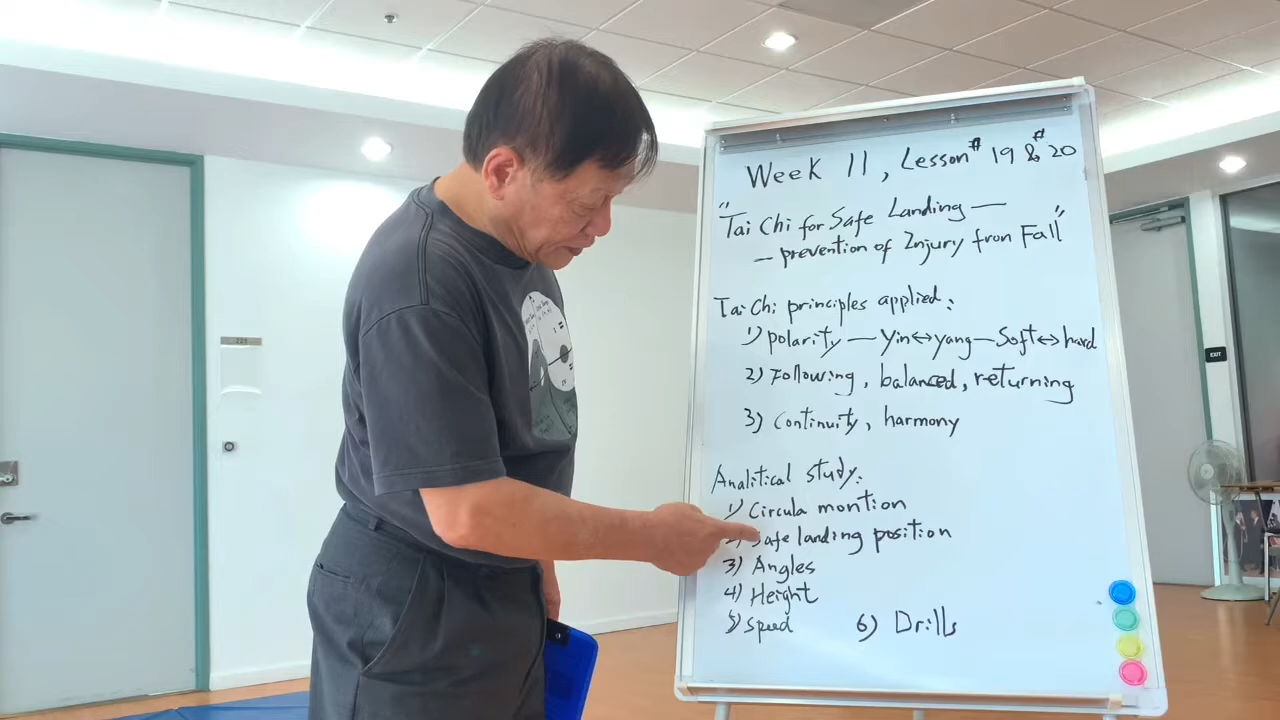 Week 11, Lesson # 19 & # 20
"Tai Chi for Safe Landing —
— prevention of Injury fron Fall"
Tai Chi principles applied:
1) polarity — Yin↔yang — Soft↔hard
2) Following, balanced, returning
3) Continuity, harmony
Analitical study:
1) Circula montion
2) Safe landing position
3) Angles
4) Height
5) Speed 6) Drills
EXIT